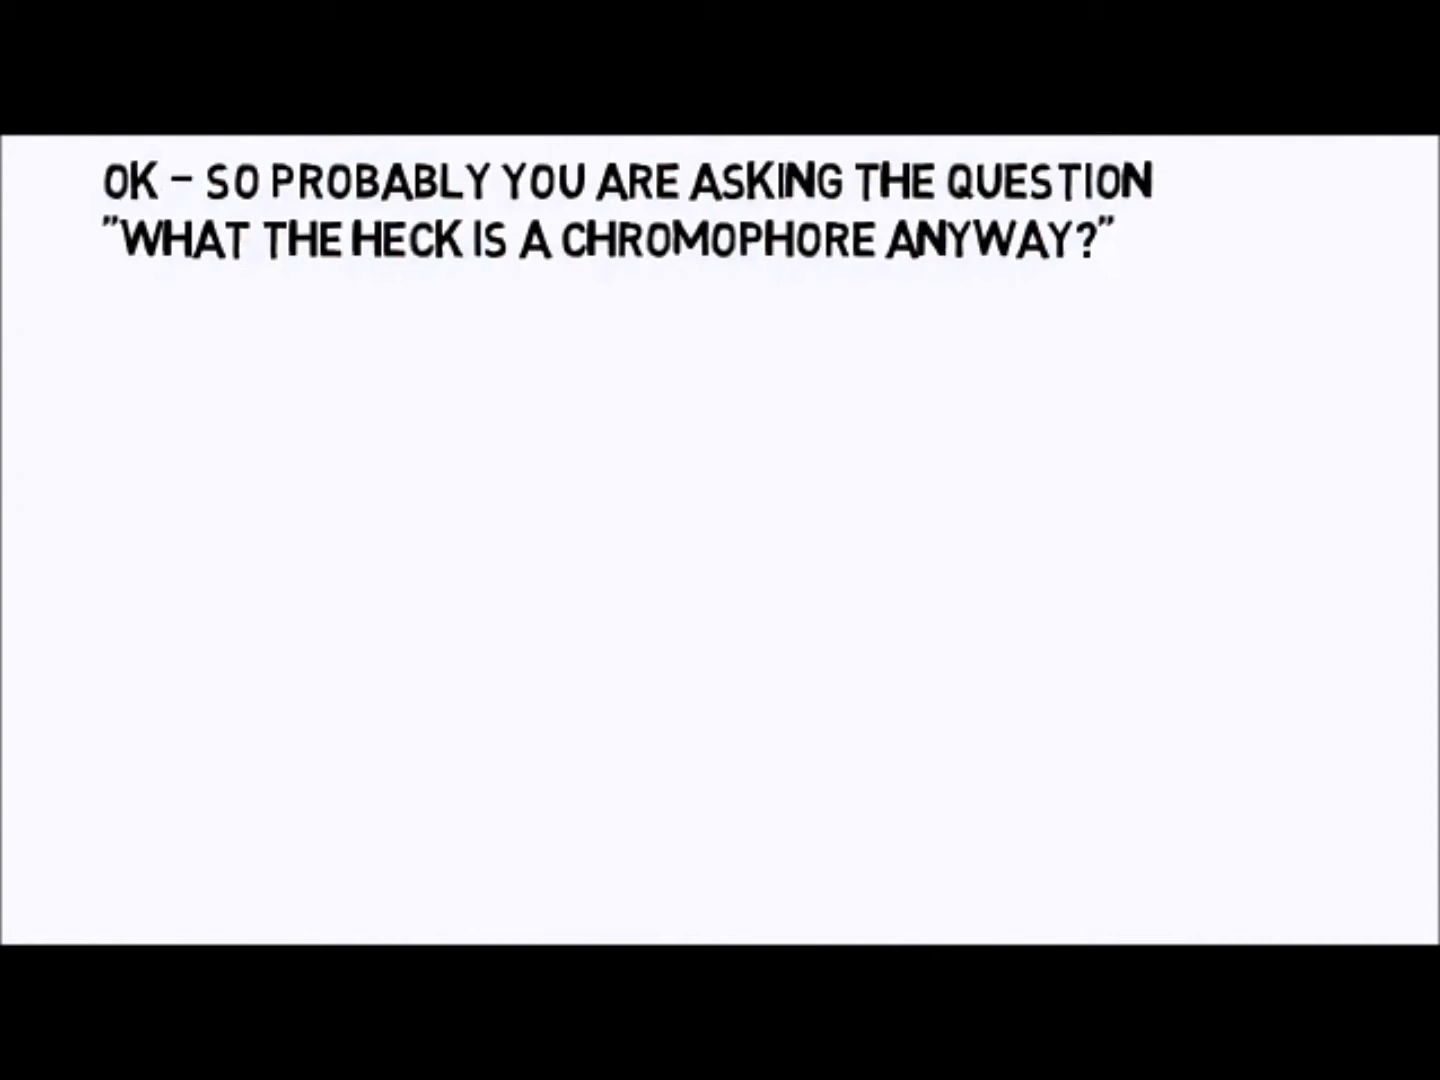 OK - SO PROBABLY YOU ARE ASKING THE QUESTION
"WHAT THE HECK IS A CHROMOPHORE ANYWAY?"